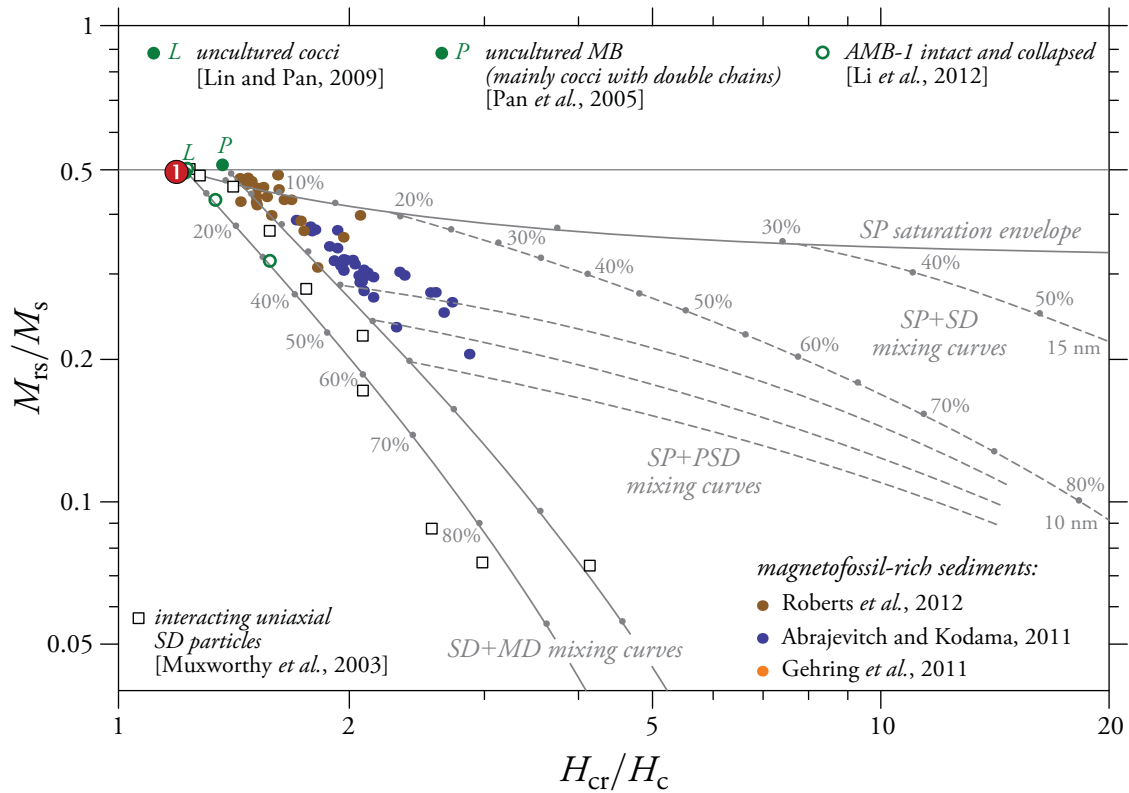 1
0.5
0.2
0.1
0.05
M_rs/M_s
1
2
5
10
20
H_cr/H_c
L uncultured cocci
[Lin and Pan, 2009]
P uncultured MB
(mainly cocci with double chains)
[Pan et al., 2005]
AMB-1 intact and collapsed
[Li et al., 2012]
L
P
1
10%
20%
30%
SP saturation envelope
20%
40%
50%
60%
70%
80%
30%
40%
50%
60%
70%
80%
10 nm
40%
50%
15 nm
SP+SD
mixing curves
SP+PSD
mixing curves
SD+MD mixing curves
interacting uniaxial
SD particles
[Muxworthy et al., 2003]
magnetofossil-rich sediments:
Roberts et al., 2012
Abrajevitch and Kodama, 2011
Gehring et al., 2011